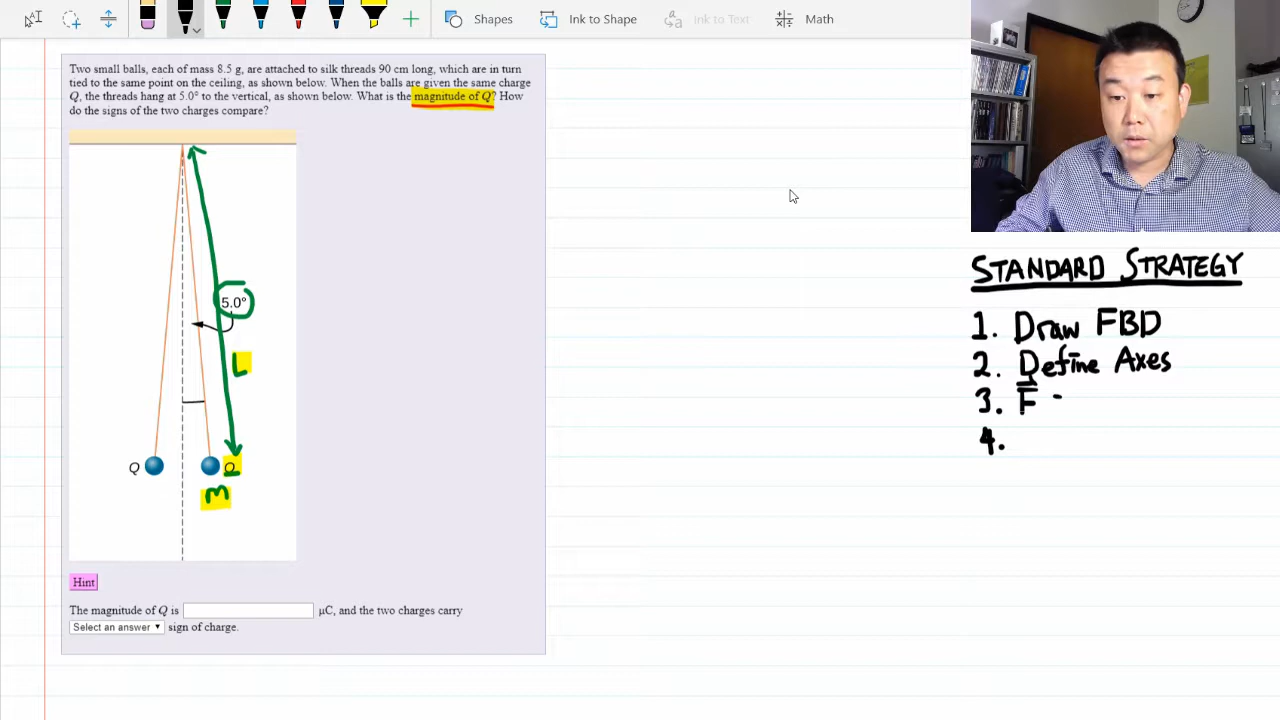 Shapes
Ink to Shape
Ink to Text
Math
Two small balls, each of mass 8.5 g, are attached to silk threads 90 cm long, which are in turn
tied to the same point on the ceiling, as shown below. When the balls are given the same charge
Q, the threads hang at 5.0° to the vertical, as shown below. What is the magnitude of Q? How
do the signs of the two charges compare?
5.0°
L
Q
Q
m
Hint
The magnitude of Q is μC, and the two charges carry
Select an answer sign of charge.
STANDARD STRATEGY
1. Draw FBD
2. Define Axes
3. F -
4.